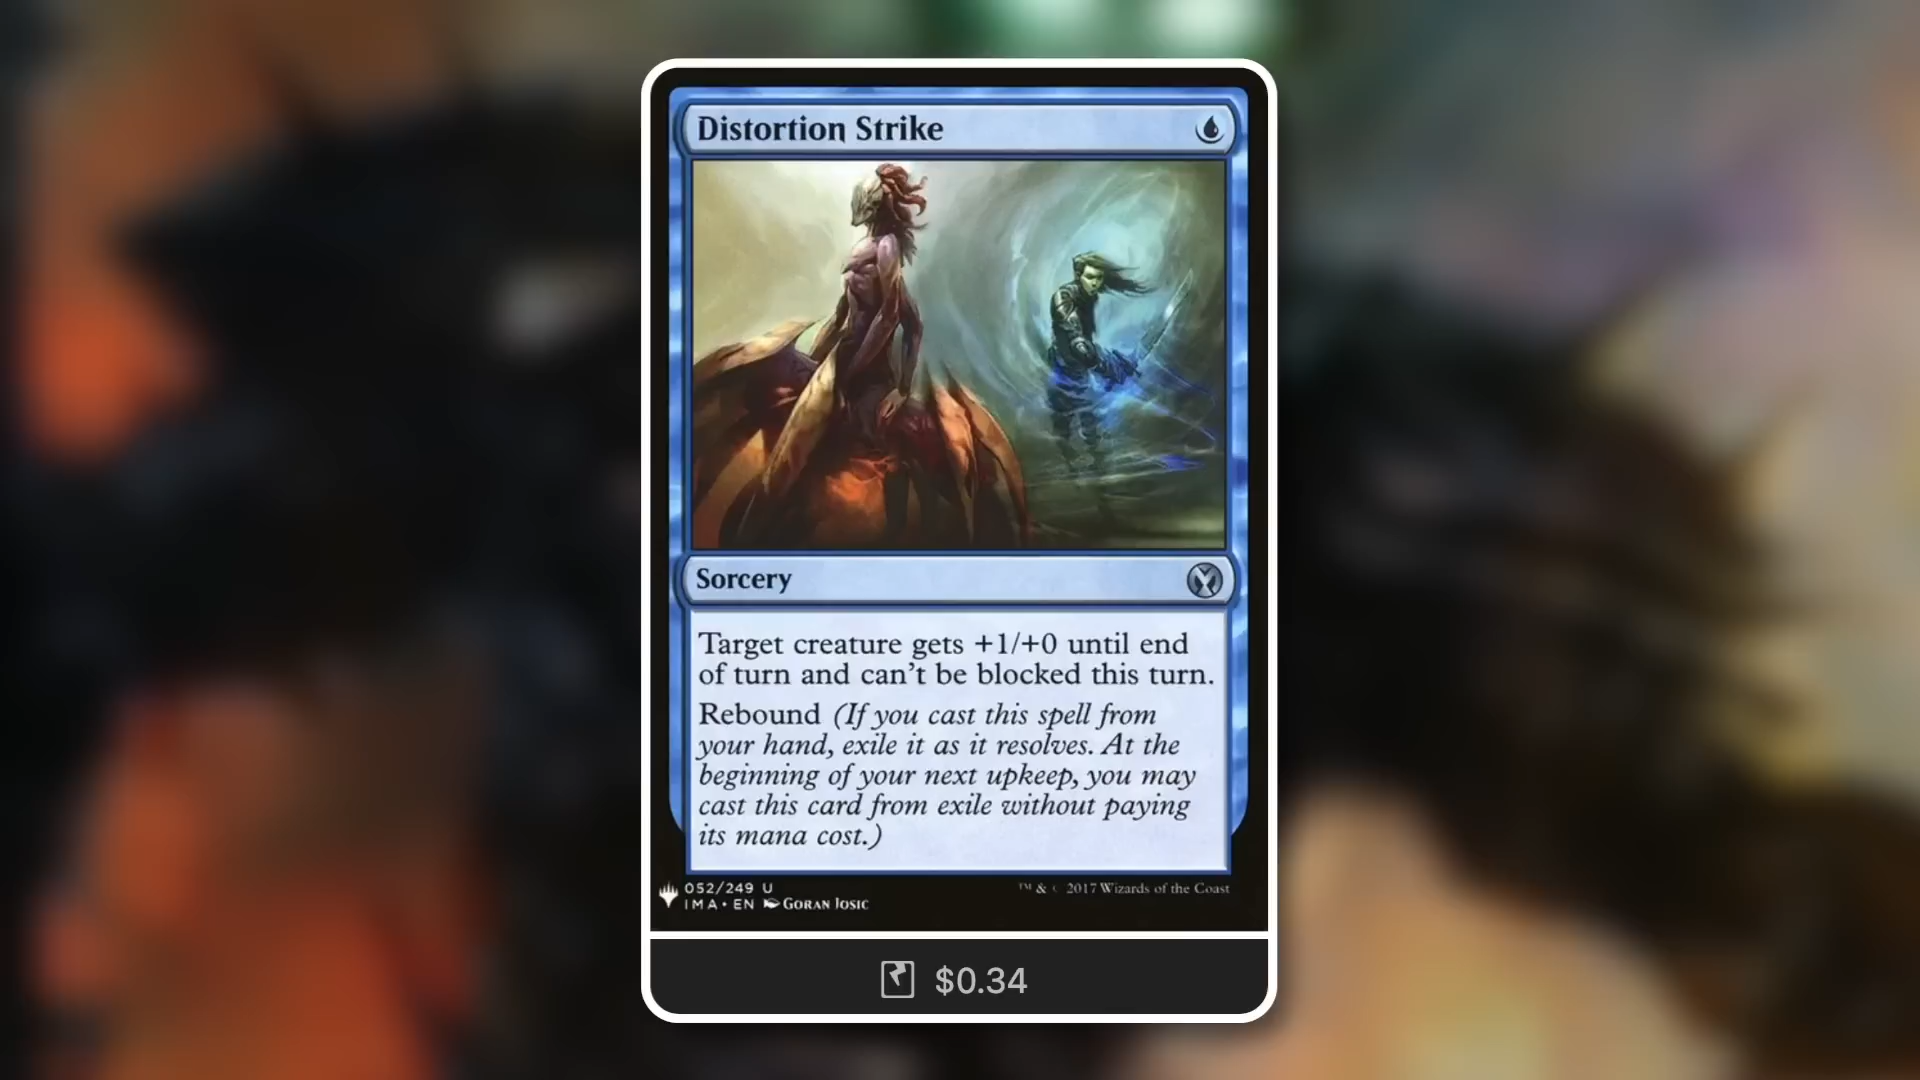 Distortion Strike
Sorcery
Target creature gets +1/+0 until end
of turn and can't be blocked this turn.
Rebound (If you cast this spell from
your hand, exile it as it resolves. At the
beginning of your next upkeep, you may
cast this card from exile without paying
its mana cost.)
052/249 U
IMA • EN Goran Josic
™ & © 2017 Wizards of the Coast
$0.34